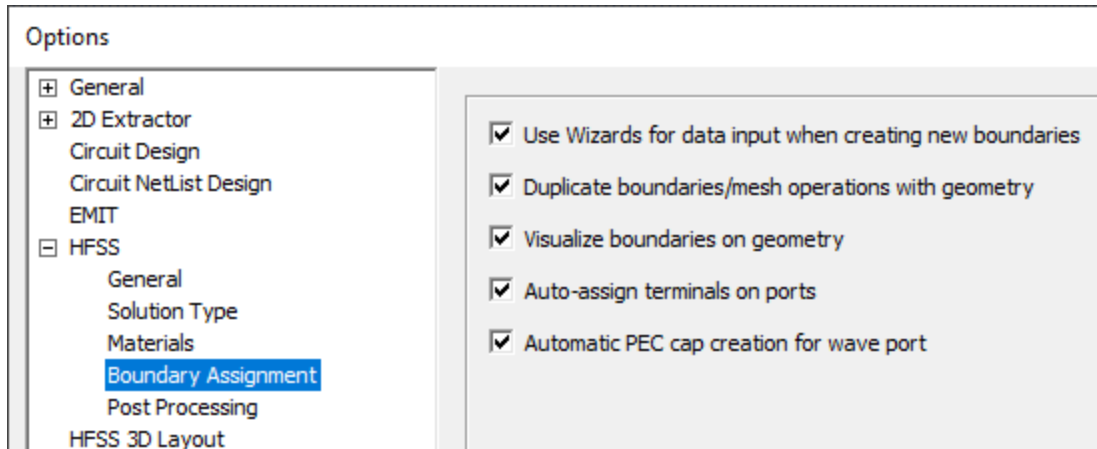 Options
General
2D Extractor
Circuit Design
Circuit NetList Design
EMIT
HFSS
General
Solution Type
Materials
Boundary Assignment
Post Processing
HFSS 3D Layout
Use Wizards for data input when creating new boundaries
Duplicate boundaries/mesh operations with geometry
Visualize boundaries on geometry
Auto-assign terminals on ports
Automatic PEC cap creation for wave port